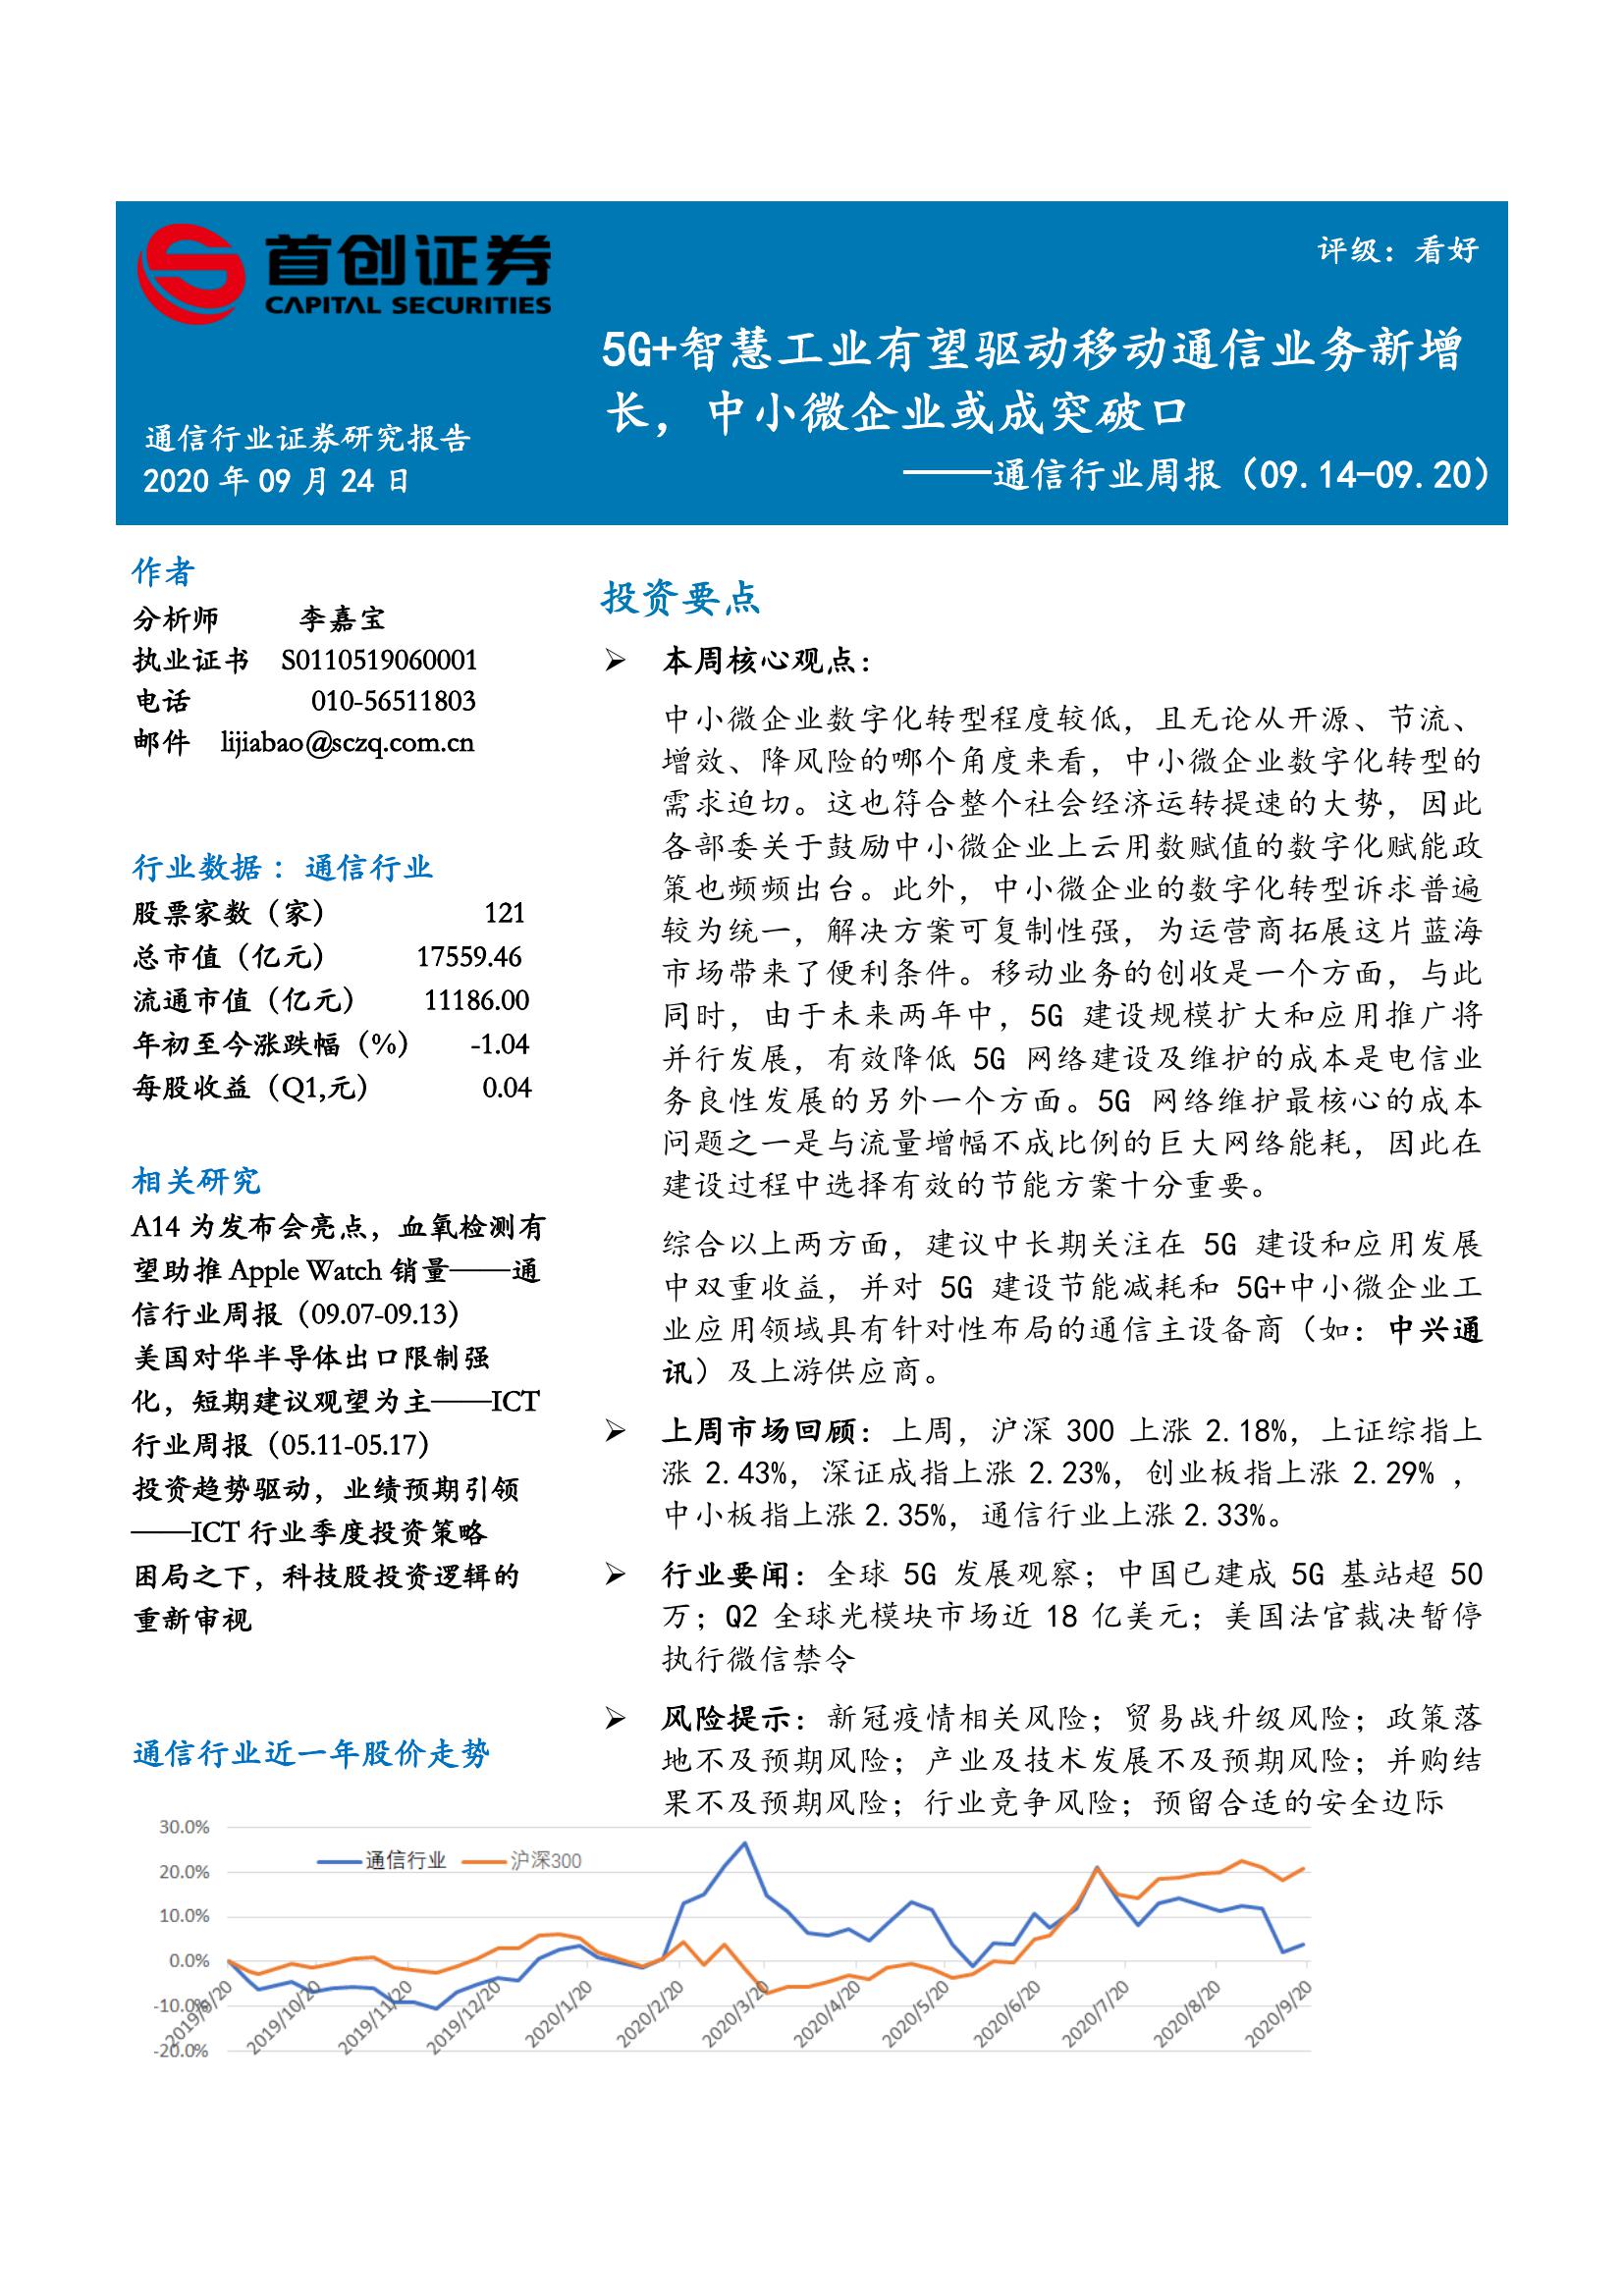 首创证券
CAPITAL SECURITIES
评级：看好
5G+智慧工业有望驱动移动通信业务新增
长，中小微企业或成突破口
——通信行业周报（09.14-09.20）
通信行业证券研究报告
2020 年 09 月 24 日
作者
分析师 李嘉宝
执业证书 S0110519060001
电话 010-56511803
邮件 lijiabao@sczq.com.cn
行业数据：通信行业
股票家数（家） 121
总市值（亿元） 17559.46
流通市值（亿元） 11186.00
年初至今涨跌幅（%） -1.04
每股收益（Q1,元） 0.04
相关研究
A14 为发布会亮点，血氧检测有
望助推 Apple Watch 销量——通
信行业周报（09.07-09.13）
美国对华半导体出口限制强
化，短期建议观望为主——ICT
行业周报（05.11-05.17）
投资趋势驱动，业绩预期引领
——ICT 行业季度投资策略
困局之下，科技股投资逻辑的
重新审视
投资要点
➢ 本周核心观点：
中小微企业数字化转型程度较低，且无论从开源、节流、
增效、降风险的哪个角度来看，中小微企业数字化转型的
需求迫切。这也符合整个社会经济运转提速的大势，因此
各部委关于鼓励中小微企业上云用数赋值的数字化赋能政
策也频频出台。此外，中小微企业的数字化转型诉求普遍
较为统一，解决方案可复制性强，为运营商拓展这片蓝海
市场带来了便利条件。移动业务的创收是一个方面，与此
同时，由于未来两年中，5G 建设规模扩大和应用推广将
并行发展，有效降低 5G 网络建设及维护的成本是电信业
务良性发展的另外一个方面。5G 网络维护最核心的成本
问题之一是与流量增幅不成比例的巨大网络能耗，因此在
建设过程中选择有效的节能方案十分重要。
综合以上两方面，建议中长期关注在 5G 建设和应用发展
中双重收益，并对 5G 建设节能减耗和 5G+中小微企业工
业应用领域具有针对性布局的通信主设备商（如：中兴通
讯）及上游供应商。
➢ 上周市场回顾：上周，沪深 300 上涨 2.18%，上证综指上
涨 2.43%，深证成指上涨 2.23%，创业板指上涨 2.29% ，
中小板指上涨 2.35%，通信行业上涨 2.33%。
➢ 行业要闻：全球 5G 发展观察；中国已建成 5G 基站超 50
万；Q2 全球光模块市场近 18 亿美元；美国法官裁决暂停
执行微信禁令
➢ 风险提示：新冠疫情相关风险；贸易战升级风险；政策落
地不及预期风险；产业及技术发展不及预期风险；并购结
果不及预期风险；行业竞争风险；预留合适的安全边际
通信行业近一年股价走势
30.0%
通信行业 沪深300
20.0%
10.0%
0.0%
-10.0%
-20.0%
2019/9/20 2019/10/20 2019/11/20 2019/12/20 2020/1/20 2020/2/20 2020/3/20 2020/4/20 2020/5/20 2020/6/20 2020/7/20 2020/8/20 2020/9/20